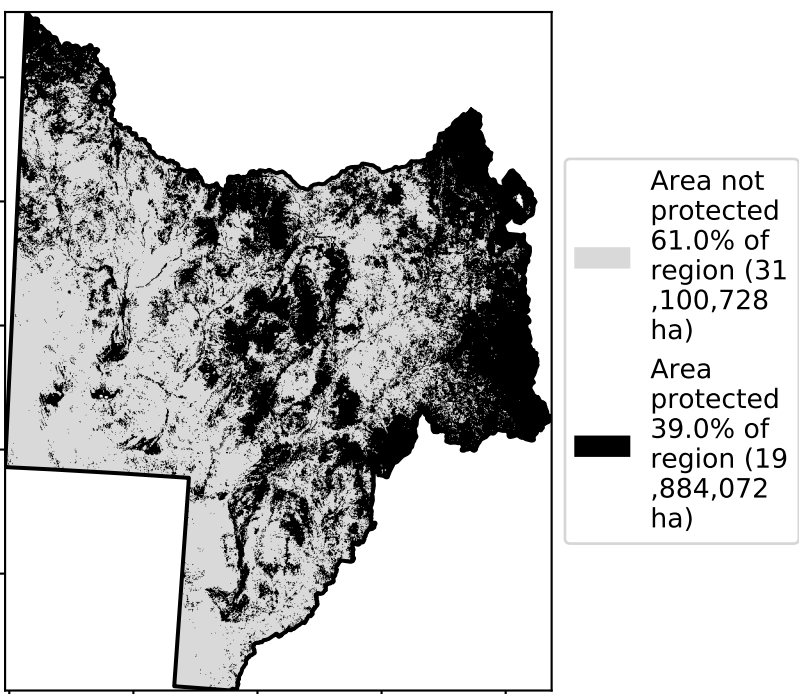 Area not
protected
61.0% of
region (31
,100,728
ha)
Area
protected
39.0% of
region (19
,884,072
ha)